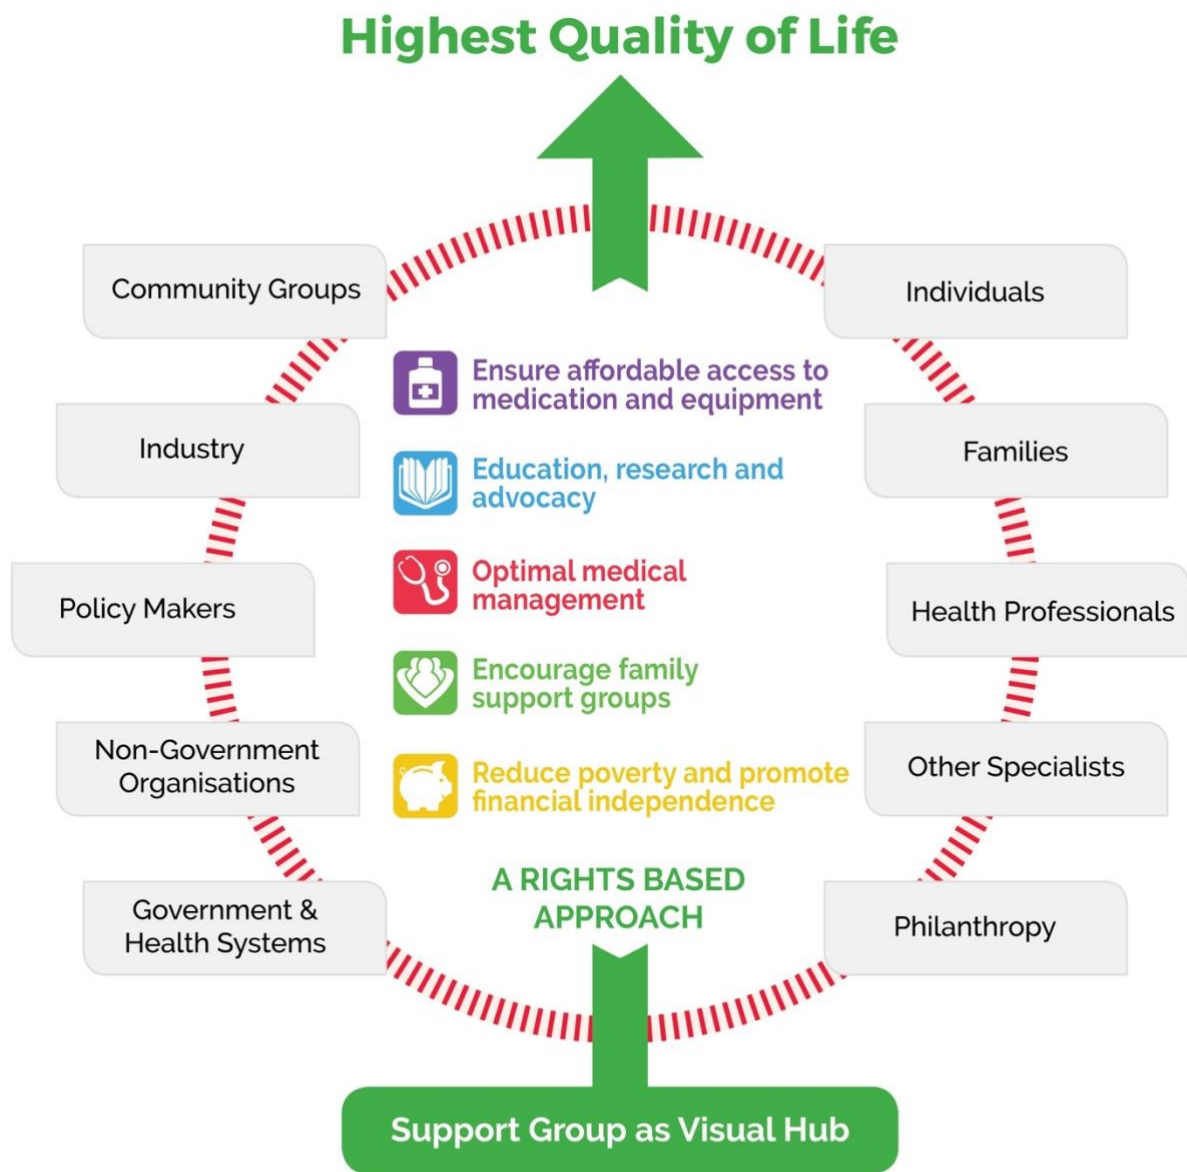 Highest Quality of Life
Community Groups
Individuals
Ensure affordable access to
medication and equipment
Industry
Families
Education, research and
advocacy
Policy Makers
Health Professionals
Optimal medical
management
Encourage family
support groups
Non-Government
Organisations
Other Specialists
Reduce poverty and promote
financial independence
Government &
Health Systems
Philanthropy
A RIGHTS BASED
APPROACH
Support Group as Visual Hub